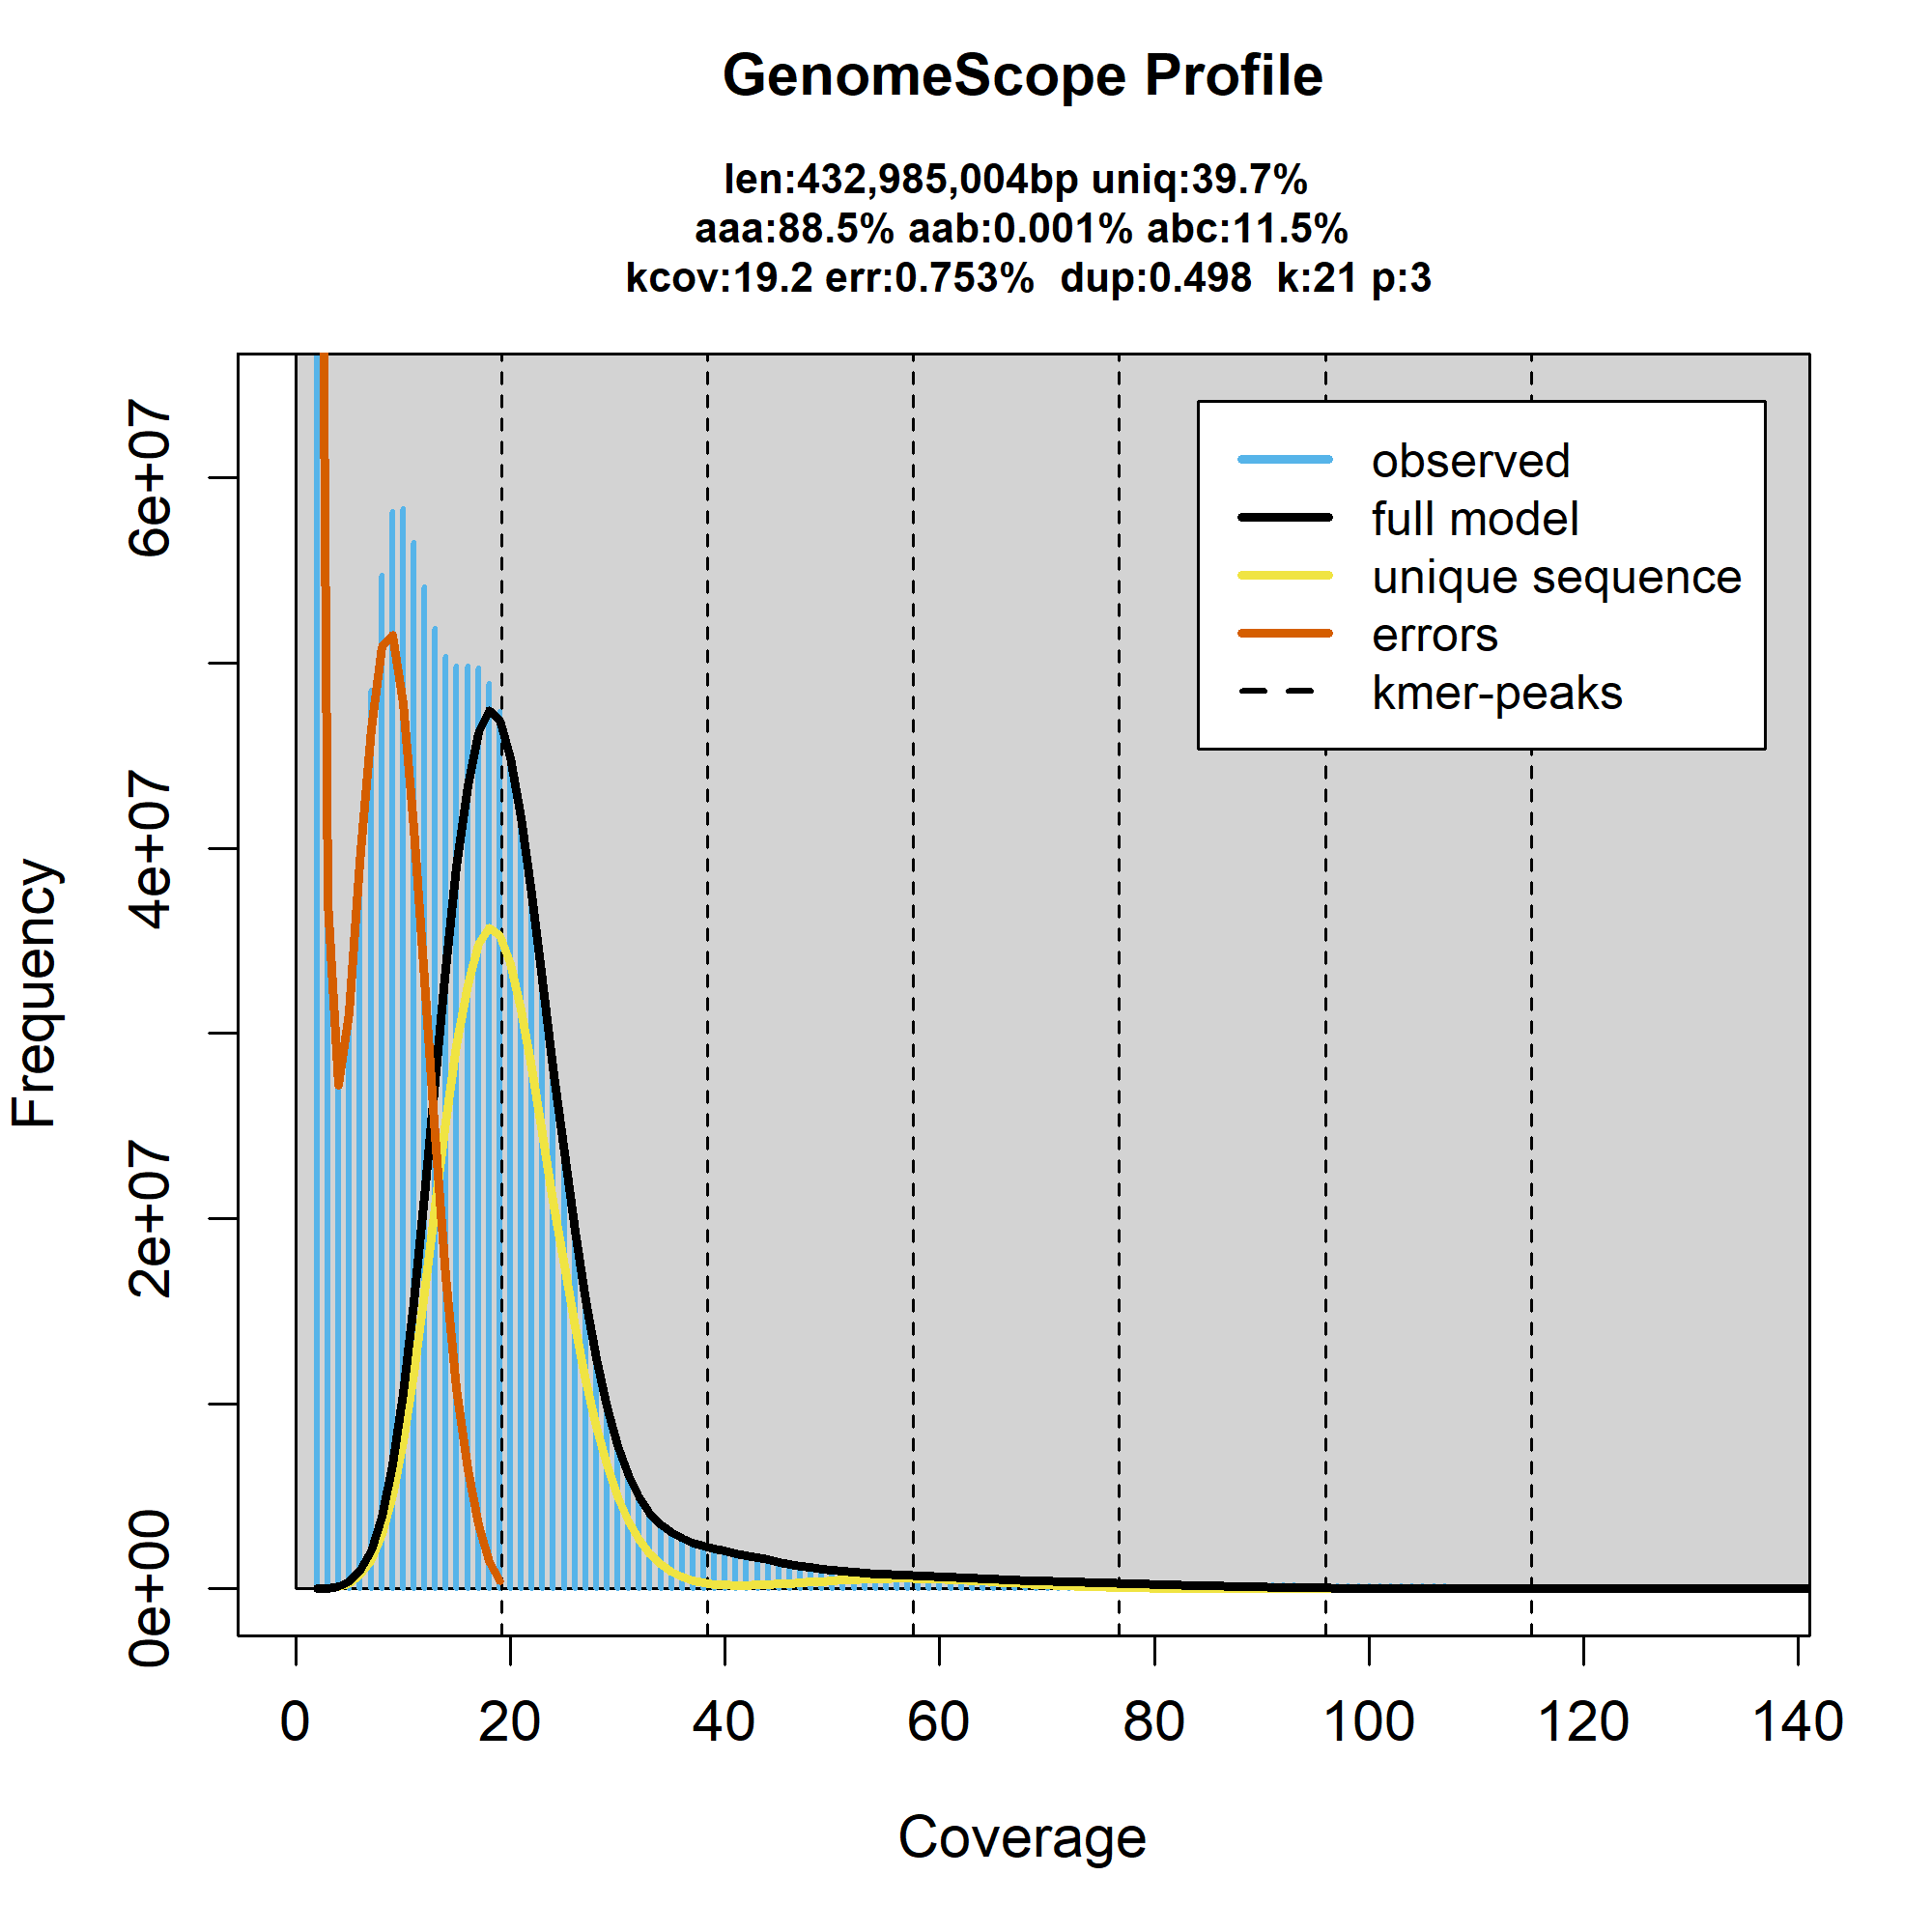 GenomeScope Profile
len:432,985,004bp uniq:39.7%
aaa:88.5% aab:0.001% abc:11.5%
kcov:19.2 err:0.753% dup:0.498 k:21 p:3
observed
full model
unique sequence
errors
kmer-peaks
Frequency
6e+07
4e+07
2e+07
0e+00
0 20 40 60 80 100 120 140
Coverage